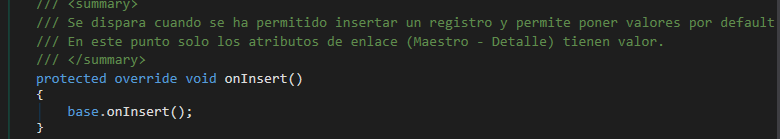 /// <summary>
/// Se dispara cuando se ha permitido insertar un registro y permite poner valores por default
/// En este punto solo los atributos de enlace (Maestro - Detalle) tienen valor.
/// </summary>
protected override void onInsert()
{
base.onInsert();
}